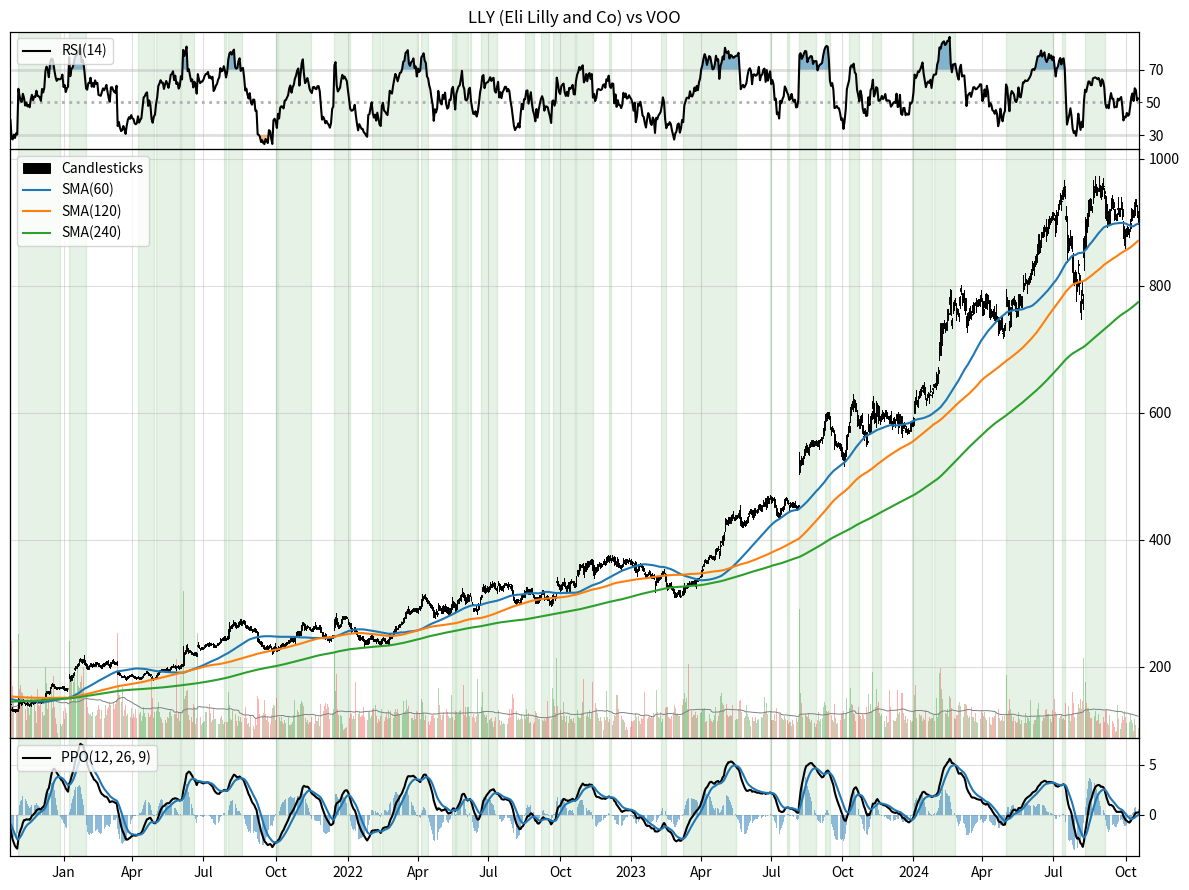 LLY (Eli Lilly and Co) vs VOO
RSI(14)
70
50
30
Candlesticks
SMA(60)
SMA(120)
SMA(240)
1000
800
600
400
200
PPO(12, 26, 9)
5
0
Jan Apr Jul Oct 2022 Apr Jul Oct 2023 Apr Jul Oct 2024 Apr Jul Oct